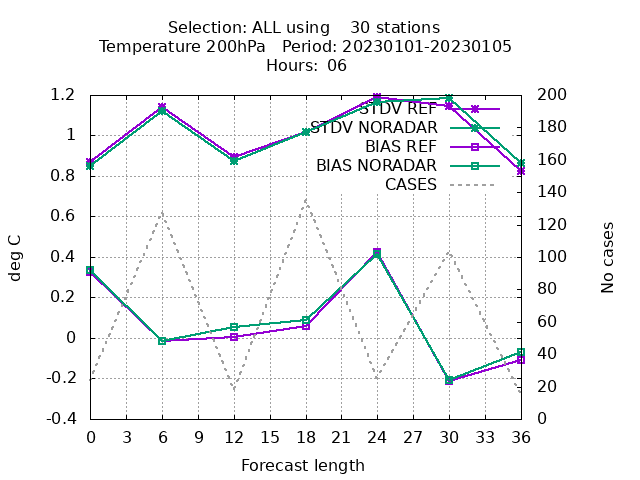 Selection: ALL using    30 stations
Temperature 200hPa   Period: 20230101-20230105
Hours:  06
deg C
1.2
1
0.8
0.6
0.4
0.2
0
-0.2
-0.4
STDV REF
STDV NORADAR
BIAS REF
BIAS NORADAR
CASES
200
180
160
140
120
100
80
60
40
20
0
No cases
0 3 6 9 12 15 18 21 24 27 30 33 36
Forecast length